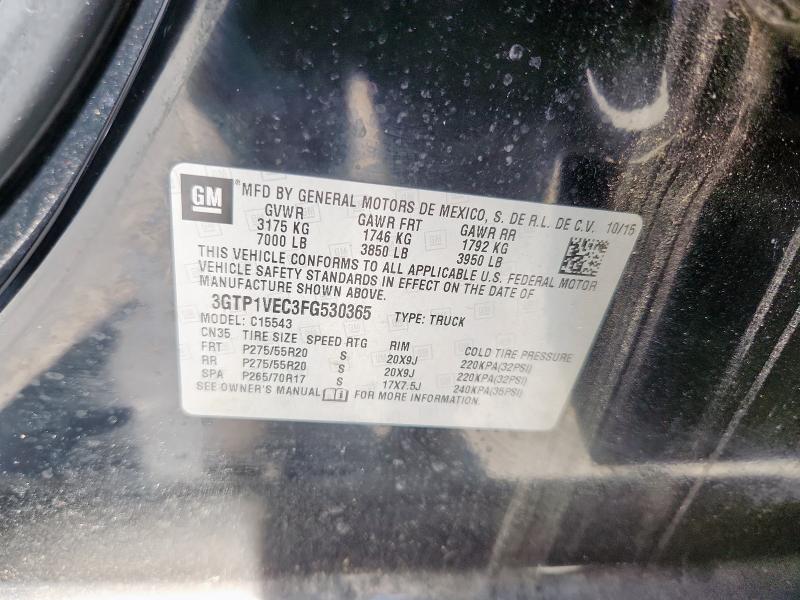 GM ® MFD BY GENERAL MOTORS DE MEXICO, S. DE R.L. DE C.V. 10/15
GVWR GAWR FRT GAWR RR
3175 KG 1746 KG 1792 KG
7000 LB 3850 LB 3950 LB
THIS VEHICLE CONFORMS TO ALL APPLICABLE U.S. FEDERAL MOTOR
VEHICLE SAFETY STANDARDS IN EFFECT ON THE DATE OF
MANUFACTURE SHOWN ABOVE.
3GTP1VEC3FG530365 TYPE: TRUCK
MODEL: C15543
CN35 TIRE SIZE SPEED RTG RIM COLD TIRE PRESSURE
FRT P275/55R20 S 20X9J 220KPA(32PSI)
RR P275/55R20 S 20X9J 220KPA(32PSI)
SPA P265/70R17 S 17X7.5J 240KPA(35PSI)
SEE OWNER'S MANUAL FOR MORE INFORMATION.